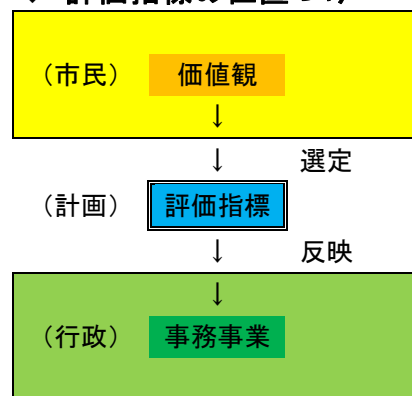 評価指標の位置づけ
（市民） 価値観
↓
↓ 選定
（計画） 評価指標
↓ 反映
↓
（行政） 事務事業